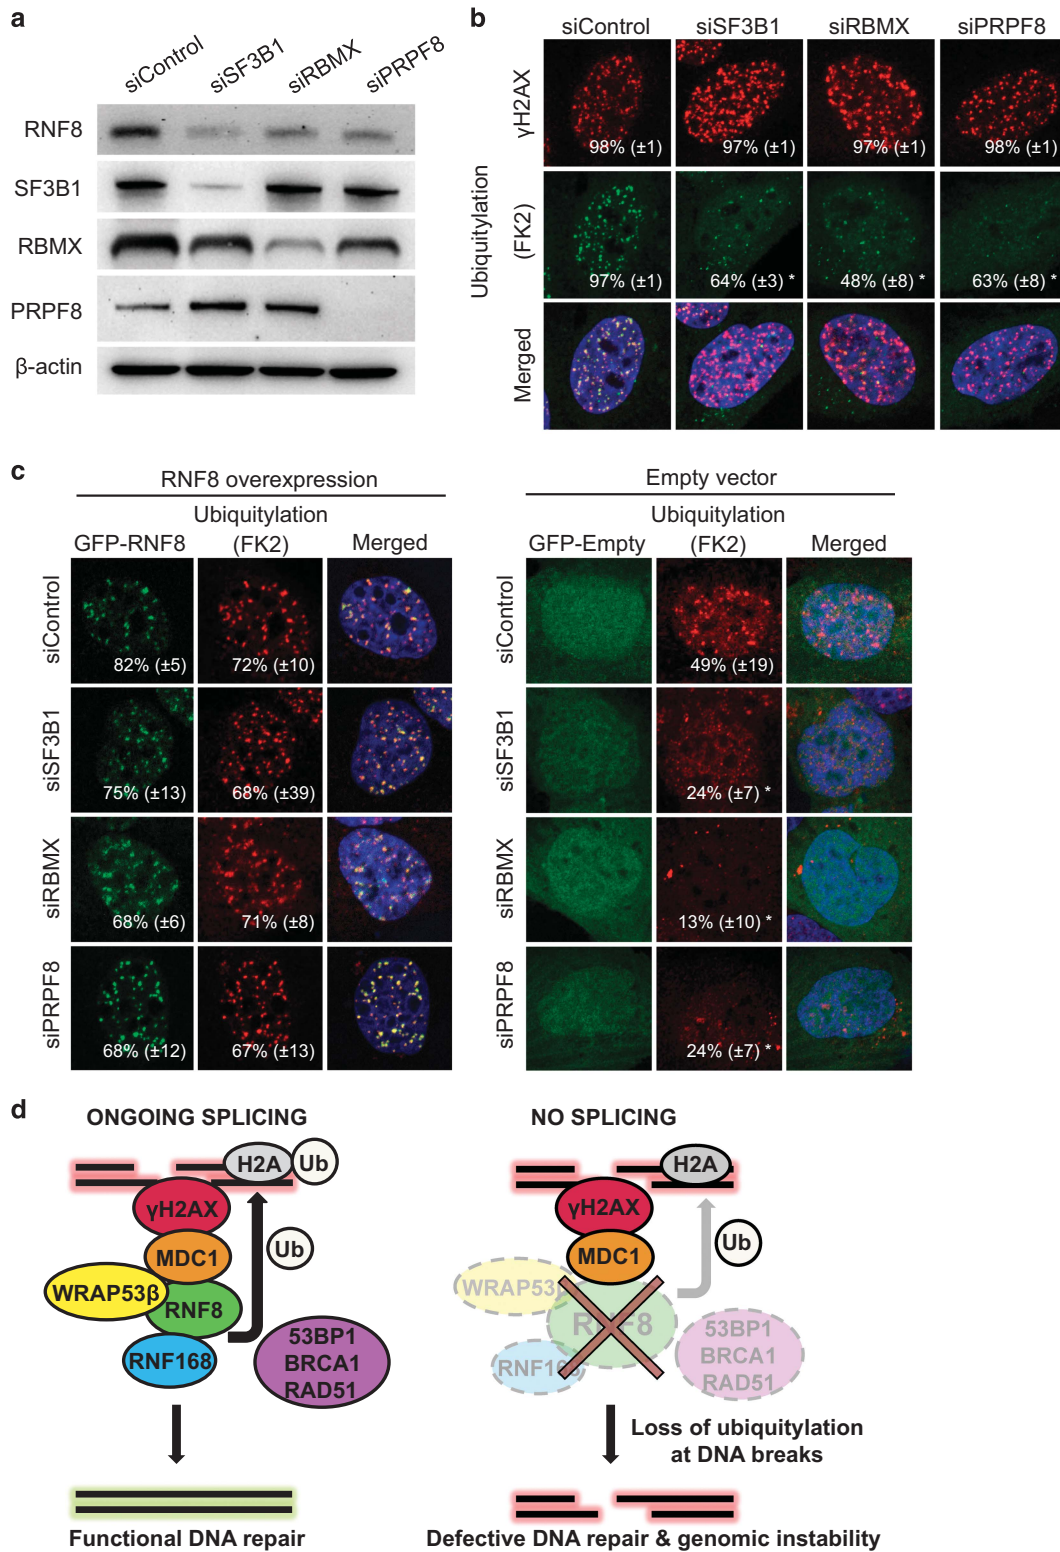 a
siControl siSF3B1 siRBMX siPRPF8
RNF8
SF3B1
RBMX
PRPF8
β-actin
b
siControl siSF3B1 siRBMX siPRPF8
Ubiquitylation
γH2AX
98% (±1) 97% (±1) 97% (±1) 98% (±1)
(FK2)
97% (±1) 64% (±3) * 48% (±8) * 63% (±8) *
Merged
c
RNF8 overexpression
Ubiquitylation
GFP-RNF8 (FK2) Merged
siControl
82% (±5) 72% (±10)
siSF3B1
75% (±13) 68% (±39)
siRBMX
68% (±6) 71% (±8)
siPRPF8
68% (±12) 67% (±13)
Empty vector
Ubiquitylation
GFP-Empty (FK2) Merged
siControl
49% (±19)
siSF3B1
24% (±7) *
siRBMX
13% (±10) *
siPRPF8
24% (±7) *
d
ONGOING SPLICING
H2A Ub
γH2AX
MDC1
Ub
WRAP53β
RNF8
RNF168
53BP1
BRCA1
RAD51
Functional DNA repair
NO SPLICING
H2A
γH2AX
MDC1
Ub
WRAP53β
RNF8
RNF168
53BP1
BRCA1
RAD51
Loss of ubiquitylation
at DNA breaks
Defective DNA repair & genomic instability